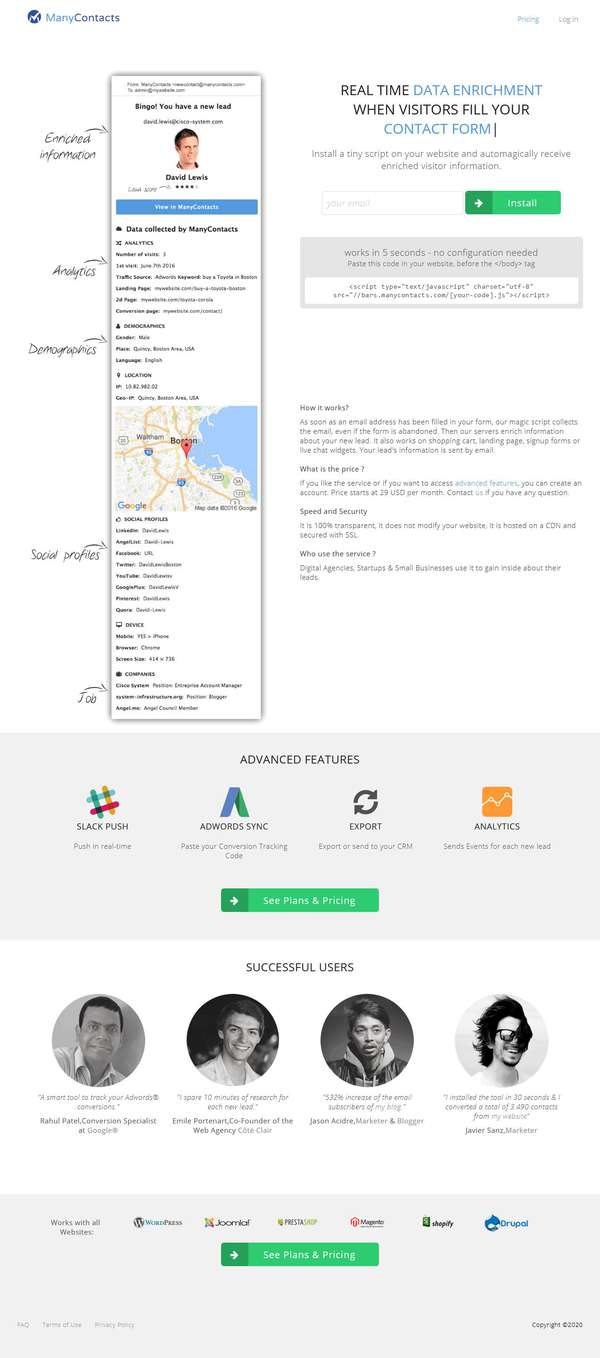 ManyContacts
Pricing
Log in
Form: ManyContacts <newcontact@manycontacts.com>
To: admin@mywebsite.com
Bingo! You have a new lead
david.lewis@cisco-system.com
David Lewis
Lead score
View in ManyContacts
Data collected by ManyContacts
ANALYTICS
Number of visits: 3
1st visit: June 7th 2016
Traffic Source: Adwords Keyword: buy a Toyota in Boston
Landing Page: mywebsite.com/buy-a-toyota-boston
2d Page: mywebsite.com/toyota-corola
Conversion page: mywebsite.com/contact/
DEMOGRAPHICS
Gender: Male
Place: Quincy, Boston Area, USA
Language: English
LOCATION
IP: 10.82.982.02
Geo-IP: Quincy, Boston Area, USA
Waltham
Boston
Google
Map data ©2016 Google
SOCIAL PROFILES
LinkedIn: DavidLewis
AngelList: David-Lewis
Facebook: URL
Twitter: DavidLewisBoston
YouTube: DavidLewisv
GooglePlus: DavidLewisV
Pinterest: DavidLewis
Quora: David-Lewis
DEVICE
Mobile: YES > iPhone
Browser: Chrome
Screen Size: 414 x 736
COMPANIES
Cisco System Position: Entreprise Account Manager
system-infrastructure.org: Position: Blogger
Angel.me: Angel Council Member
Enriched
information
Analytics
Demographics
Social profiles
Job
REAL TIME DATA ENRICHMENT
WHEN VISITORS FILL YOUR
CONTACT FORM|
Install a tiny script on your website and automagically receive
enriched visitor information.
your email
Install
works in 5 seconds - no configuration needed
Paste this code in your website, before the </body> tag
<script type="text/javascript" charset="utf-8"
src="//bars.manycontacts.com/[your-code].js"></script>
How it works?
As soon as an email address has been filled in your form, our magic script collects
the email, even if the form is abandoned. Then our servers enrich information
about your new lead. It also works on shopping cart, landing page, signup forms or
live chat widgets. Your lead's information is sent by email
What is the price ?
If you like the service or if you want to access advanced features, you can create an
account. Price starts at 29 USD per month. Contact us if you have any question.
Speed and Security
It is 100% transparent, it does not modify your website, it is hosted on a CDN and
secured with SSL.
Who use the service ?
Digital Agencies, Startups & Small Businesses use it to gain inside about their
leads.
ADVANCED FEATURES
SLACK PUSH
Push in real-time
ADWORDS SYNC
Paste your Conversion Tracking
Code
EXPORT
Export or send to your CRM
ANALYTICS
Sends Events for each new lead
See Plans & Pricing
SUCCESSFUL USERS
"A smart tool to track your Adwords®
conversions."
Rahul Patel,Conversion Specialist
at Google®
"I spare 10 minutes of research for
each new lead."
Emile Portenart,Co-Founder of the
Web Agency Côté Clair
"532% increase of the email
subscribers of my blog."
Jason Acidre,Marketer & Blogger
"I installed the tool in 30 seconds & I
converted a total of 3 490 contacts
from my website"
Javier Sanz,Marketer
Works with all
Websites:
WORDPRESS
Joomla!
PRESTASHOP
Magento
shopify
Drupal
See Plans & Pricing
FAQ
Terms of Use
Privacy Policy
Copyright ©2020